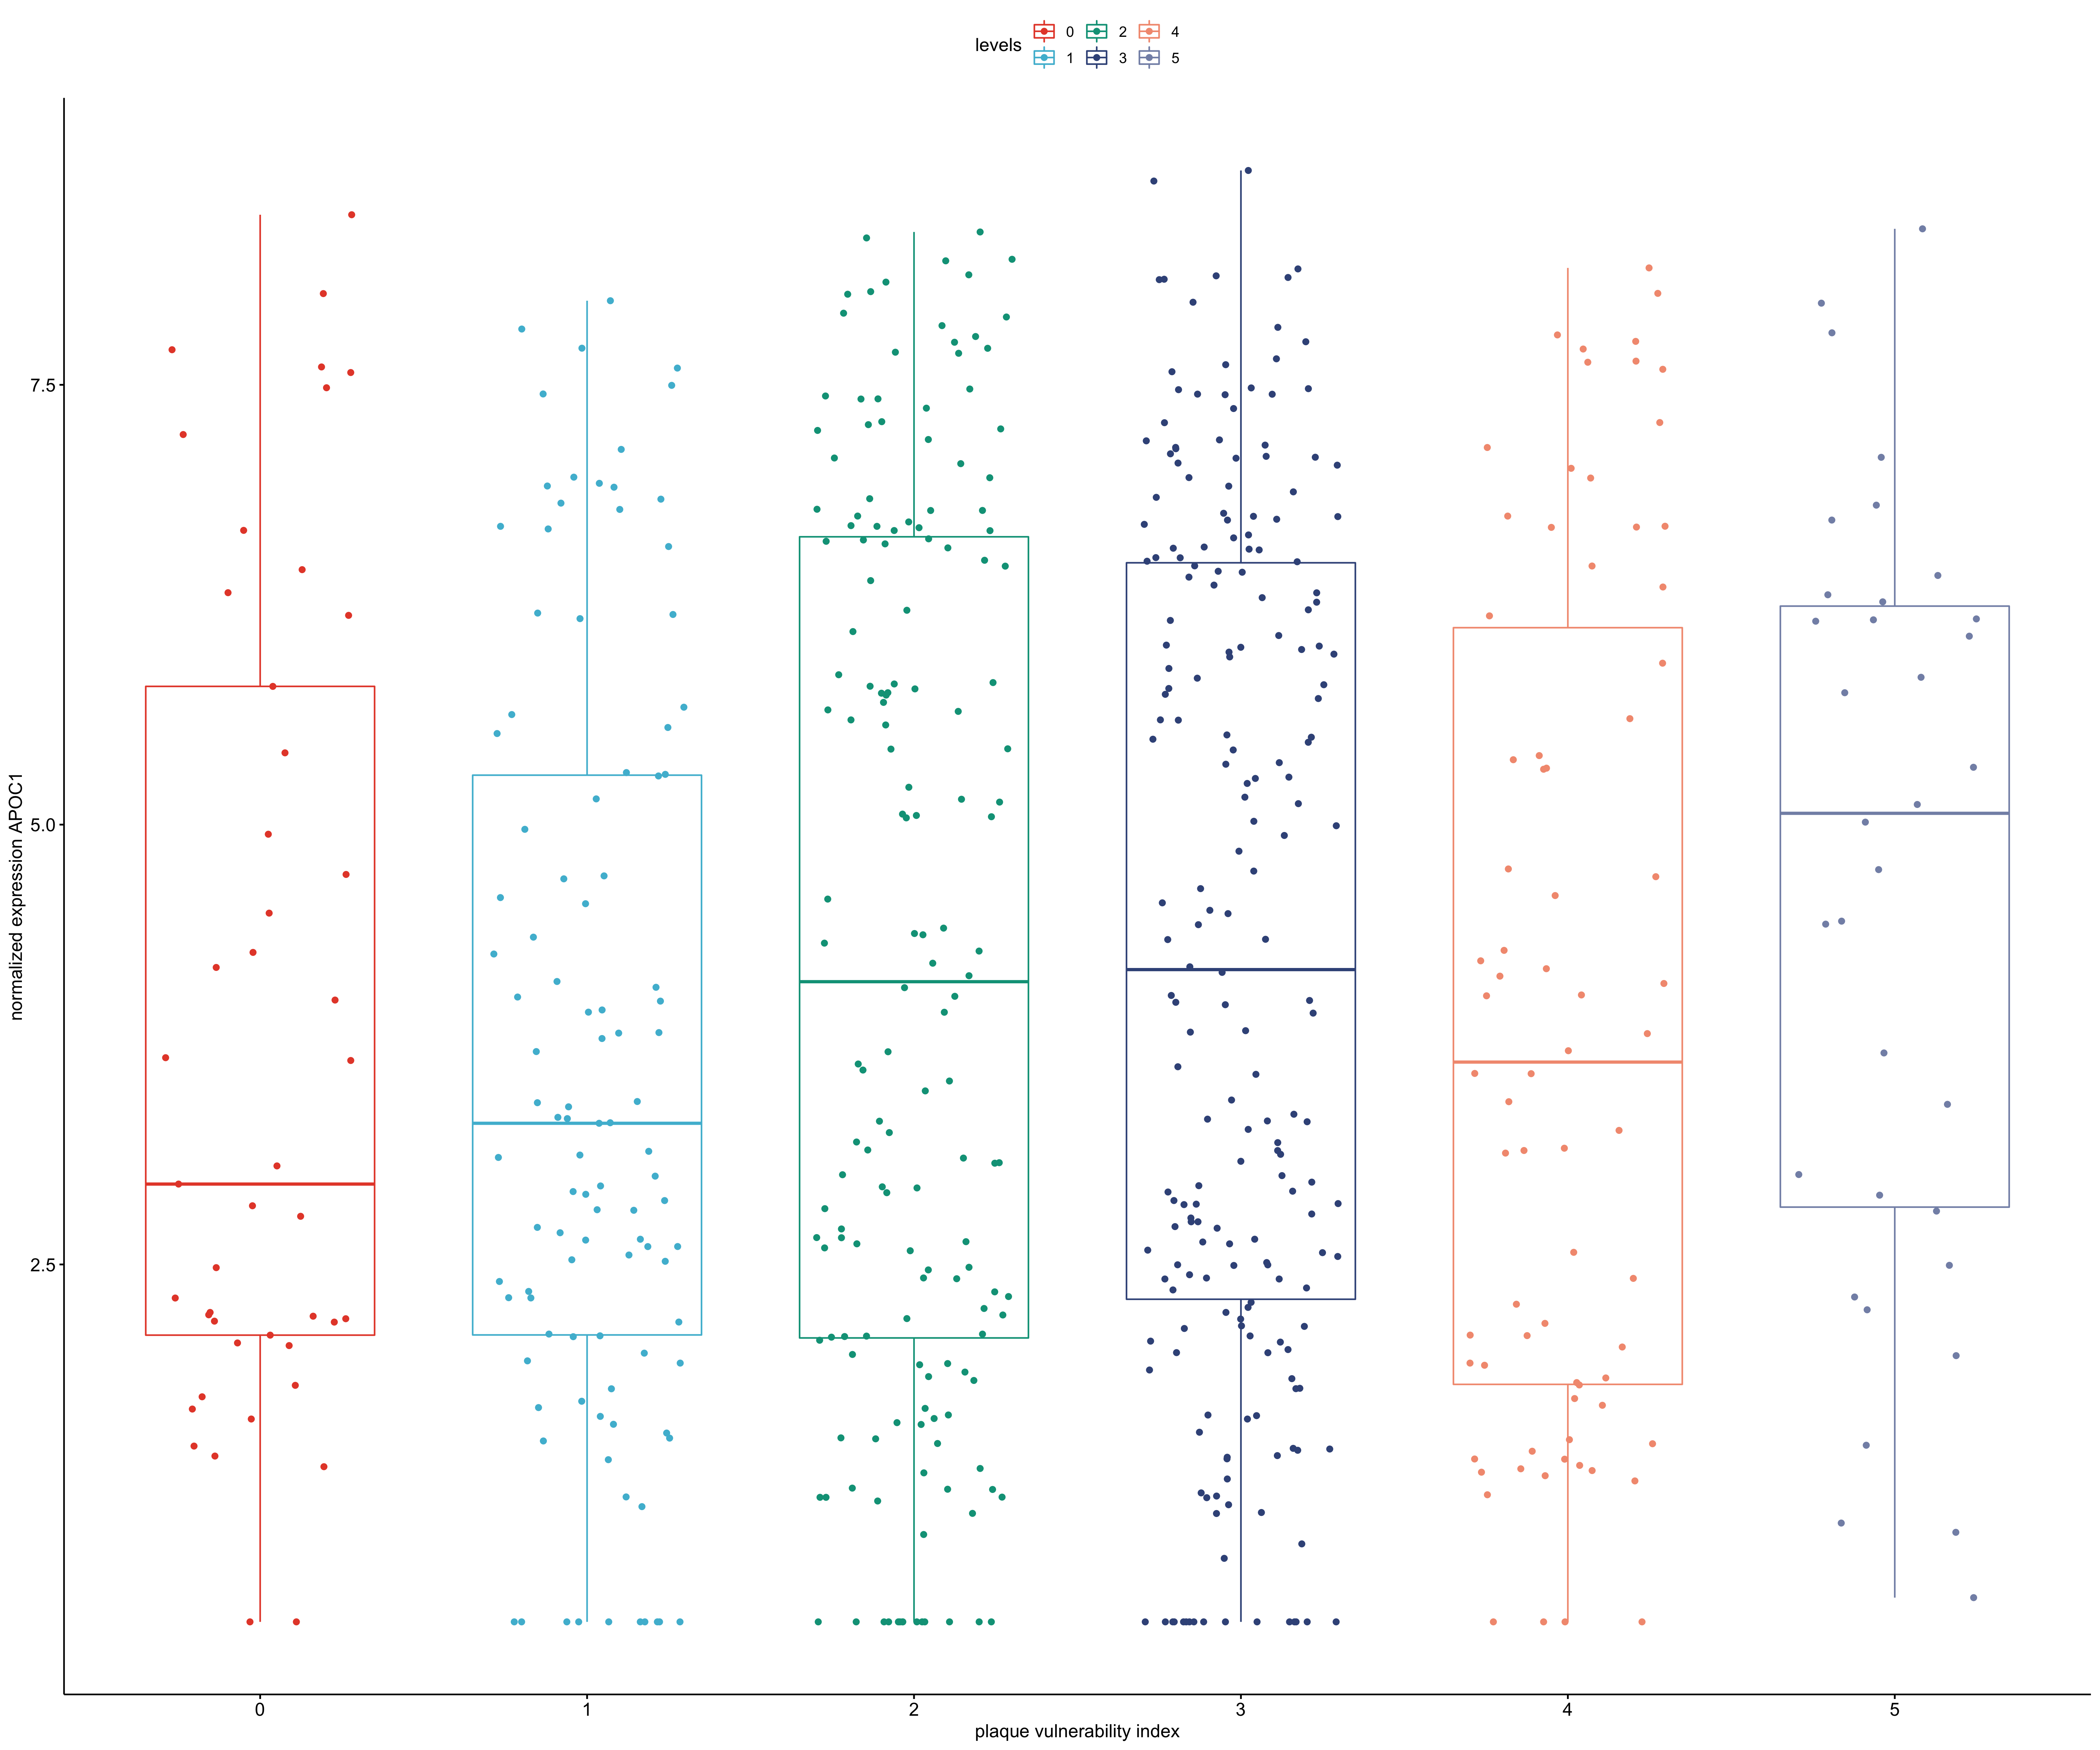 levels 0 2 4
1 3 5
7.5
5.0
2.5
normalized expression APOC1
0 1 2 3 4 5
plaque vulnerability index